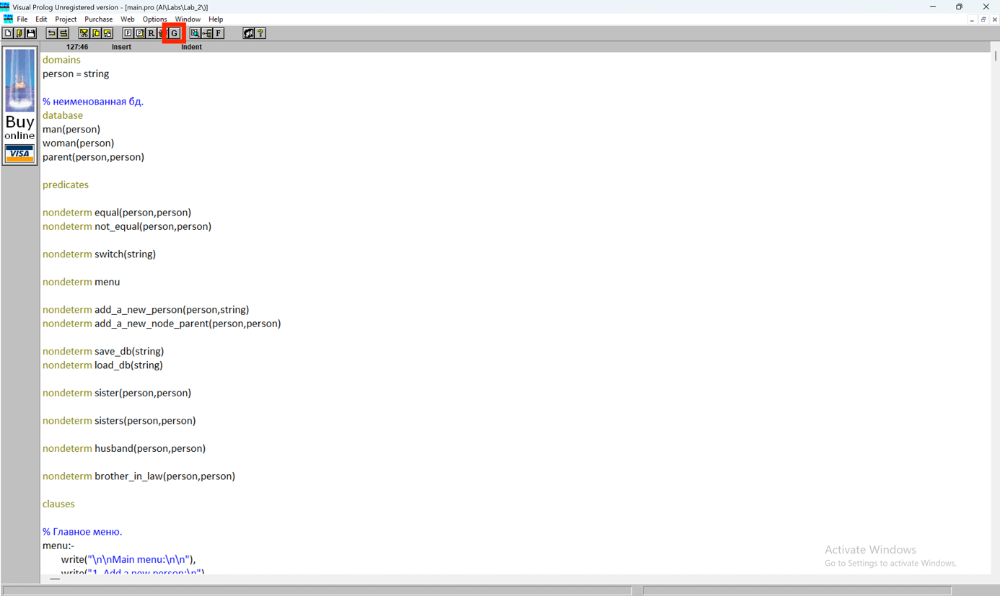 Visual Prolog Unregistered version - [main.pro (AI\Labs\Lab_2\)]
File Edit Project Purchase Web Options Window Help
P P R G F ?
127:46 Insert Indent
Buy
online
VISA
domains
person = string
% неименованная бд.
database
man(person)
woman(person)
parent(person,person)
predicates
nondeterm equal(person,person)
nondeterm not_equal(person,person)
nondeterm switch(string)
nondeterm menu
nondeterm add_a_new_person(person,string)
nondeterm add_a_new_node_parent(person,person)
nondeterm save_db(string)
nondeterm load_db(string)
nondeterm sister(person,person)
nondeterm sisters(person,person)
nondeterm husband(person,person)
nondeterm brother_in_law(person,person)
clauses
% Главное меню.
menu:-
write("\n\nMain menu:\n\n"),
write("1. Add a new person:\n")
Activate Windows
Go to Settings to activate Windows.